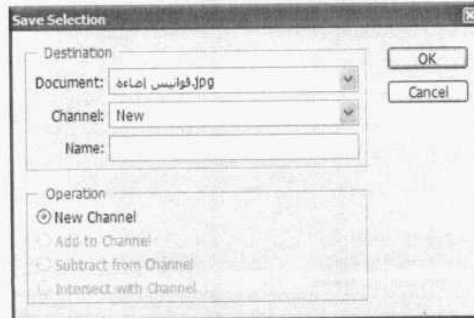 Save Selection
Destination
Document: فوانيس إضاءة.jpg
Channel: New
Name:
OK
Cancel
Operation
New Channel
Add to Channel
Subtract from Channel
Intersect with Channel